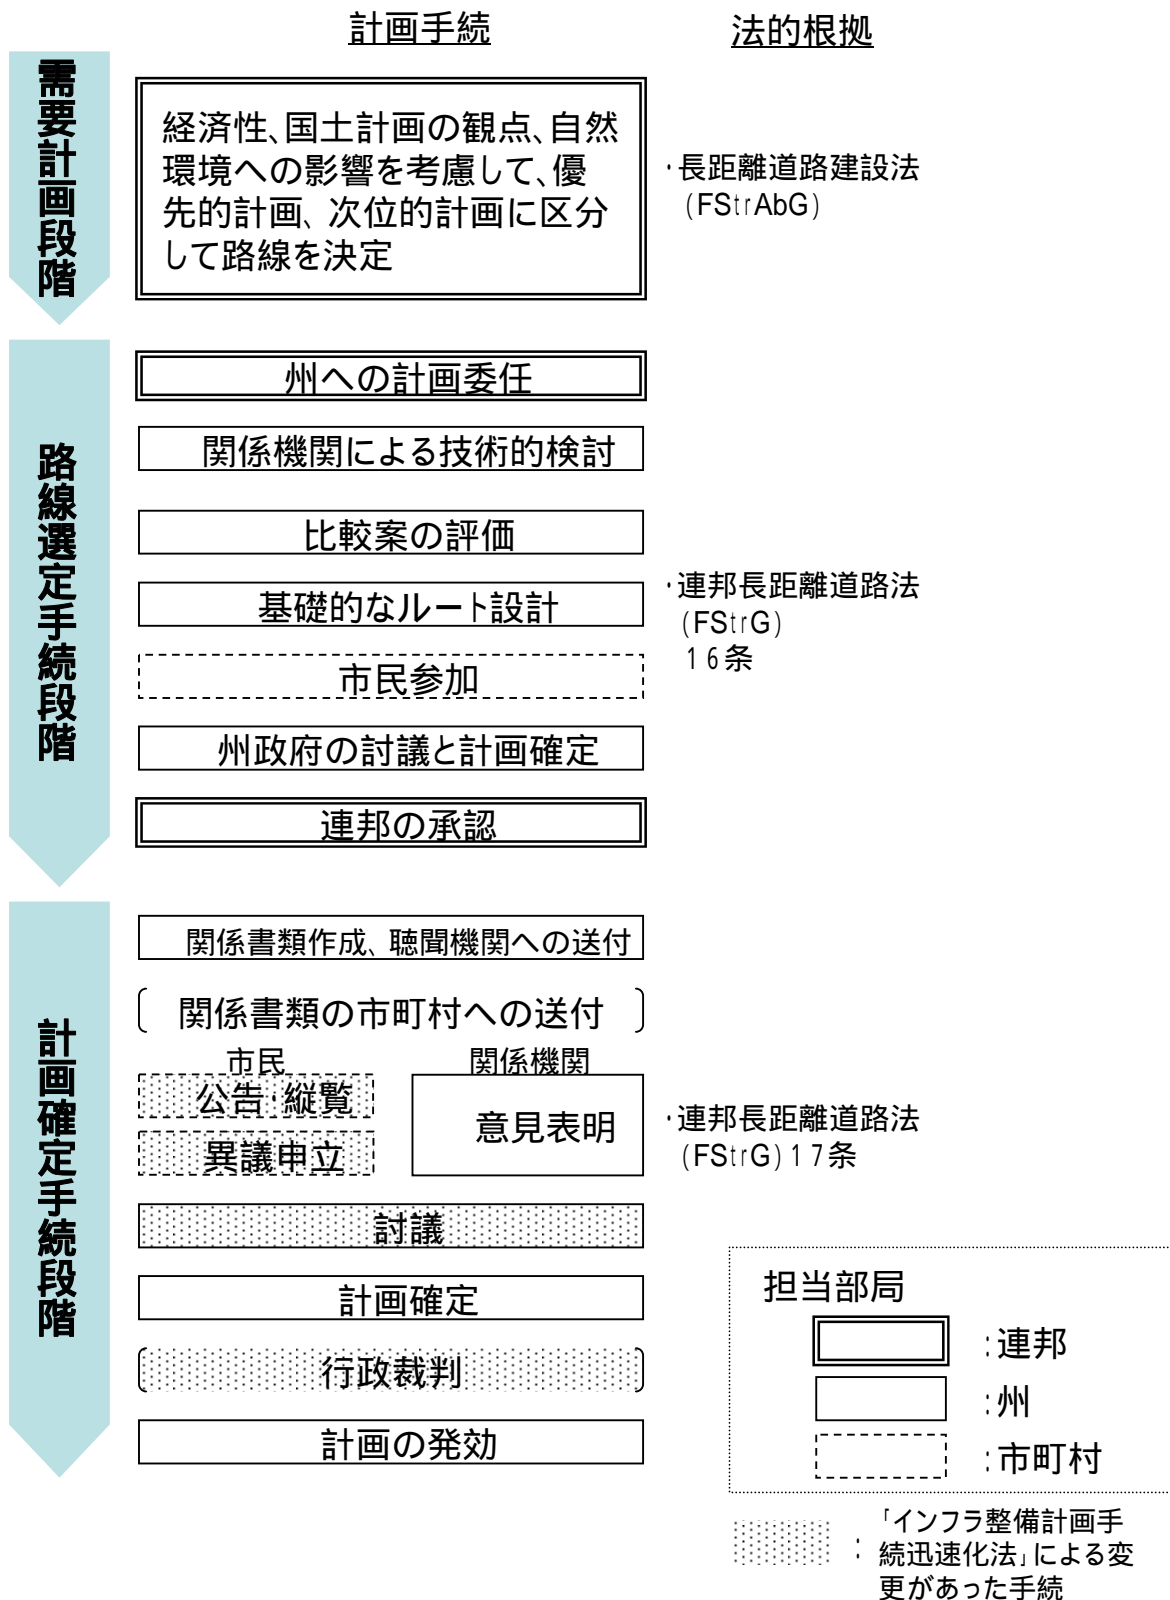 計画手続
法的根拠
需要計画段階
経済性、国土計画の観点、自然
環境への影響を考慮して、優
先的計画、次位的計画に区分
して路線を決定
・長距離道路建設法
(FStrAbG)
路線選定手続段階
州への計画委任
関係機関による技術的検討
比較案の評価
基礎的なルート設計
市民参加
州政府の討議と計画確定
連邦の承認
・連邦長距離道路法
(FStrG)
16条
計画確定手続段階
関係書類作成、聴聞機関への送付
関係書類の市町村への送付
市民
関係機関
公告・縦覧
異議申立
意見表明
・連邦長距離道路法
(FStrG)17条
討議
計画確定
行政裁判
計画の発効
担当部局
:連邦
:州
:市町村
: 「インフラ整備計画手
続迅速化法」による変
更があった手続